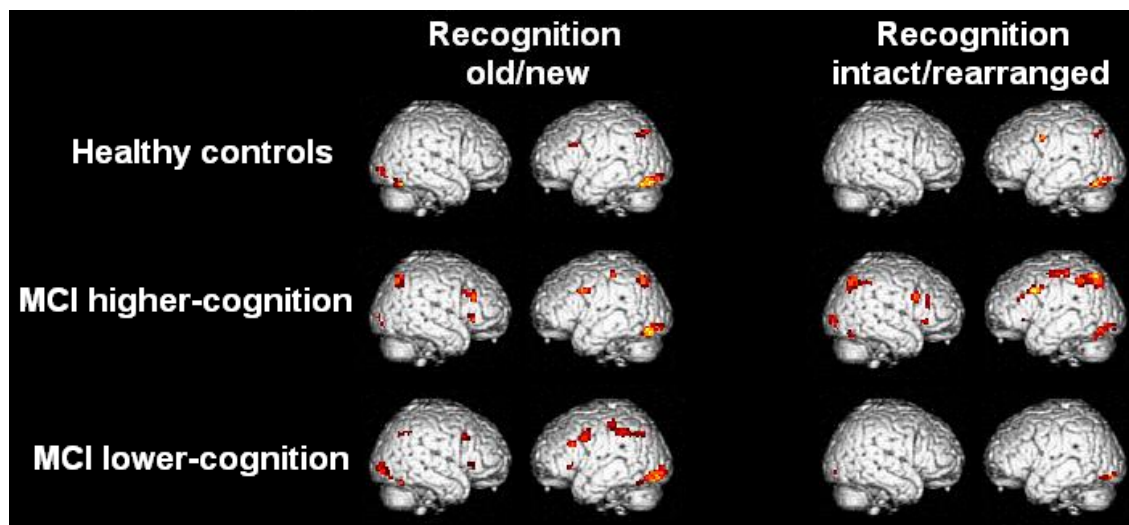 Recognition
old/new
Recognition
intact/rearranged
Healthy controls
MCI higher-cognition
MCI lower-cognition